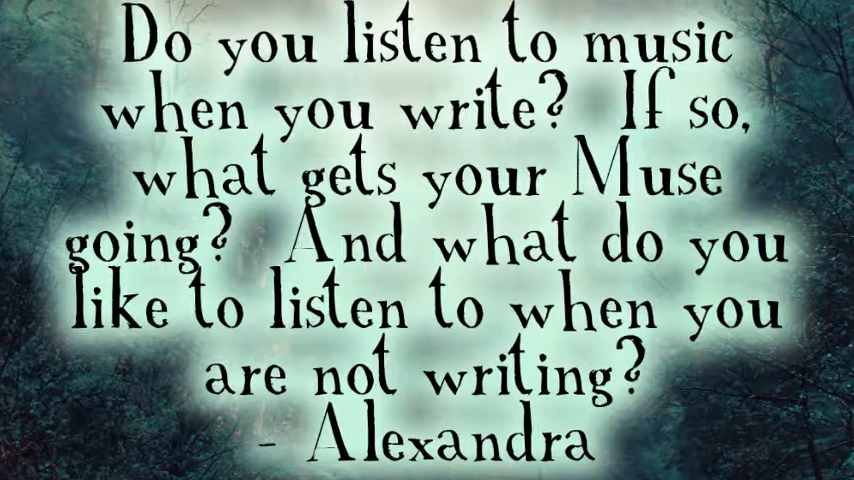 Do you listen to music
when you write? If so,
what gets your Muse
going? And what do you
like to listen to when you
are not writing?
- Alexandra